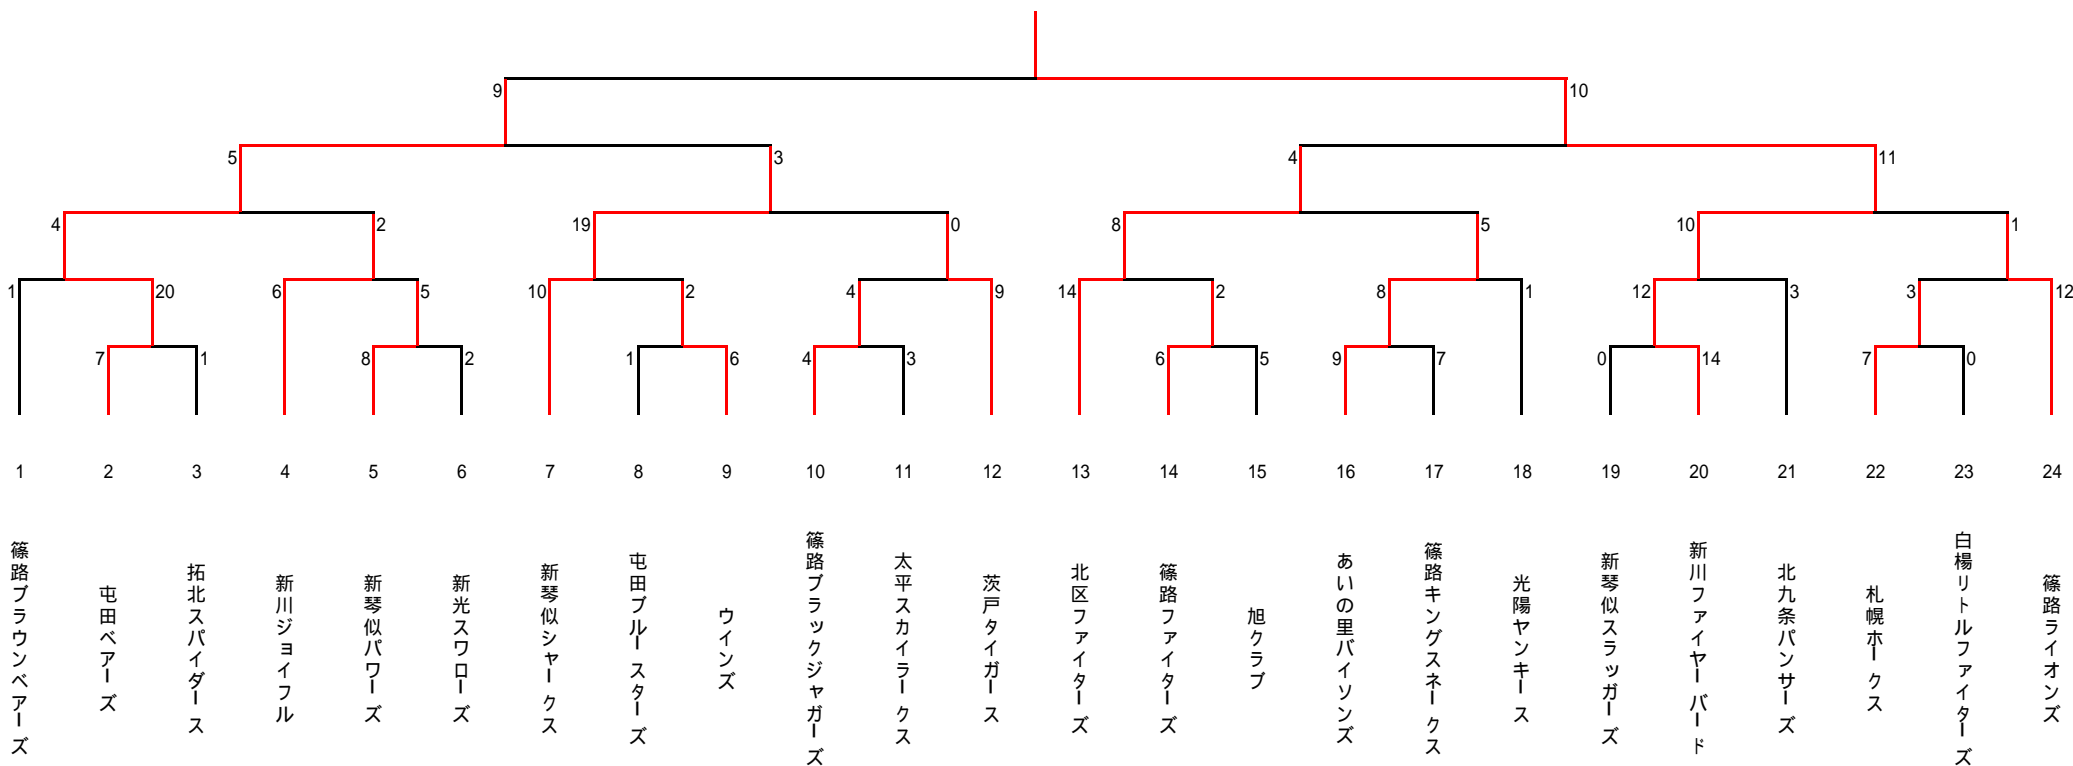 9 10
5 3 4 11
4 2 19 0 8 5 10 1
1 20 6 5 10 2 4 9 14 2 8 1 12 3 3 12
7 1 8 2 1 6 4 3 6 5 9 7 0 14 7 0
1 2 3 4 5 6 7 8 9 10 11 12 13 14 15 16 17 18 19 20 21 22 23 24
篠路ブラウンベアーズ
屯田ベアーズ
拓北スパイダース
新川ジョイフル
新琴似パワーズ
新光スワローズ
新琴似シャークス
屯田ブルースターズ
ウインズ
篠路ブラックジャガーズ
太平スカイラークス
茨戸タイガース
北区ファイターズ
篠路ファイターズ
旭クラブ
あいの里バイソンズ
篠路キングスネークス
光陽ヤンキース
新琴似スラッガーズ
新川ファイヤーバード
北九条パンサーズ
札幌ホークス
白楊リトルファイターズ
篠路ライオンズ